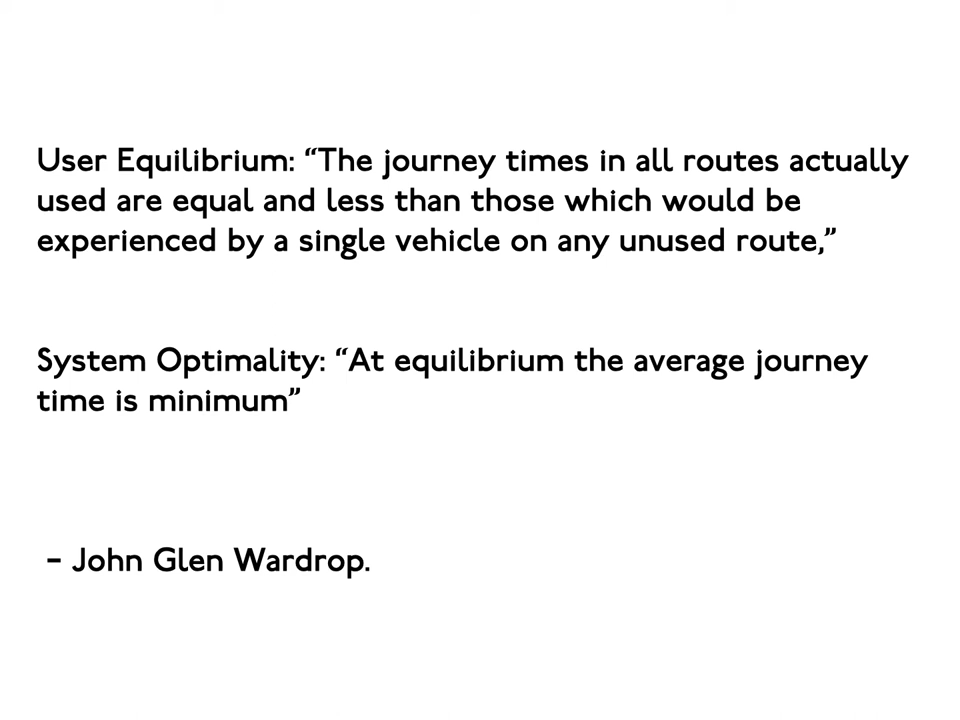 User Equilibrium: “The journey times in all routes actually
used are equal and less than those which would be
experienced by a single vehicle on any unused route,”
System Optimality: “At equilibrium the average journey
time is minimum”
– John Glen Wardrop.